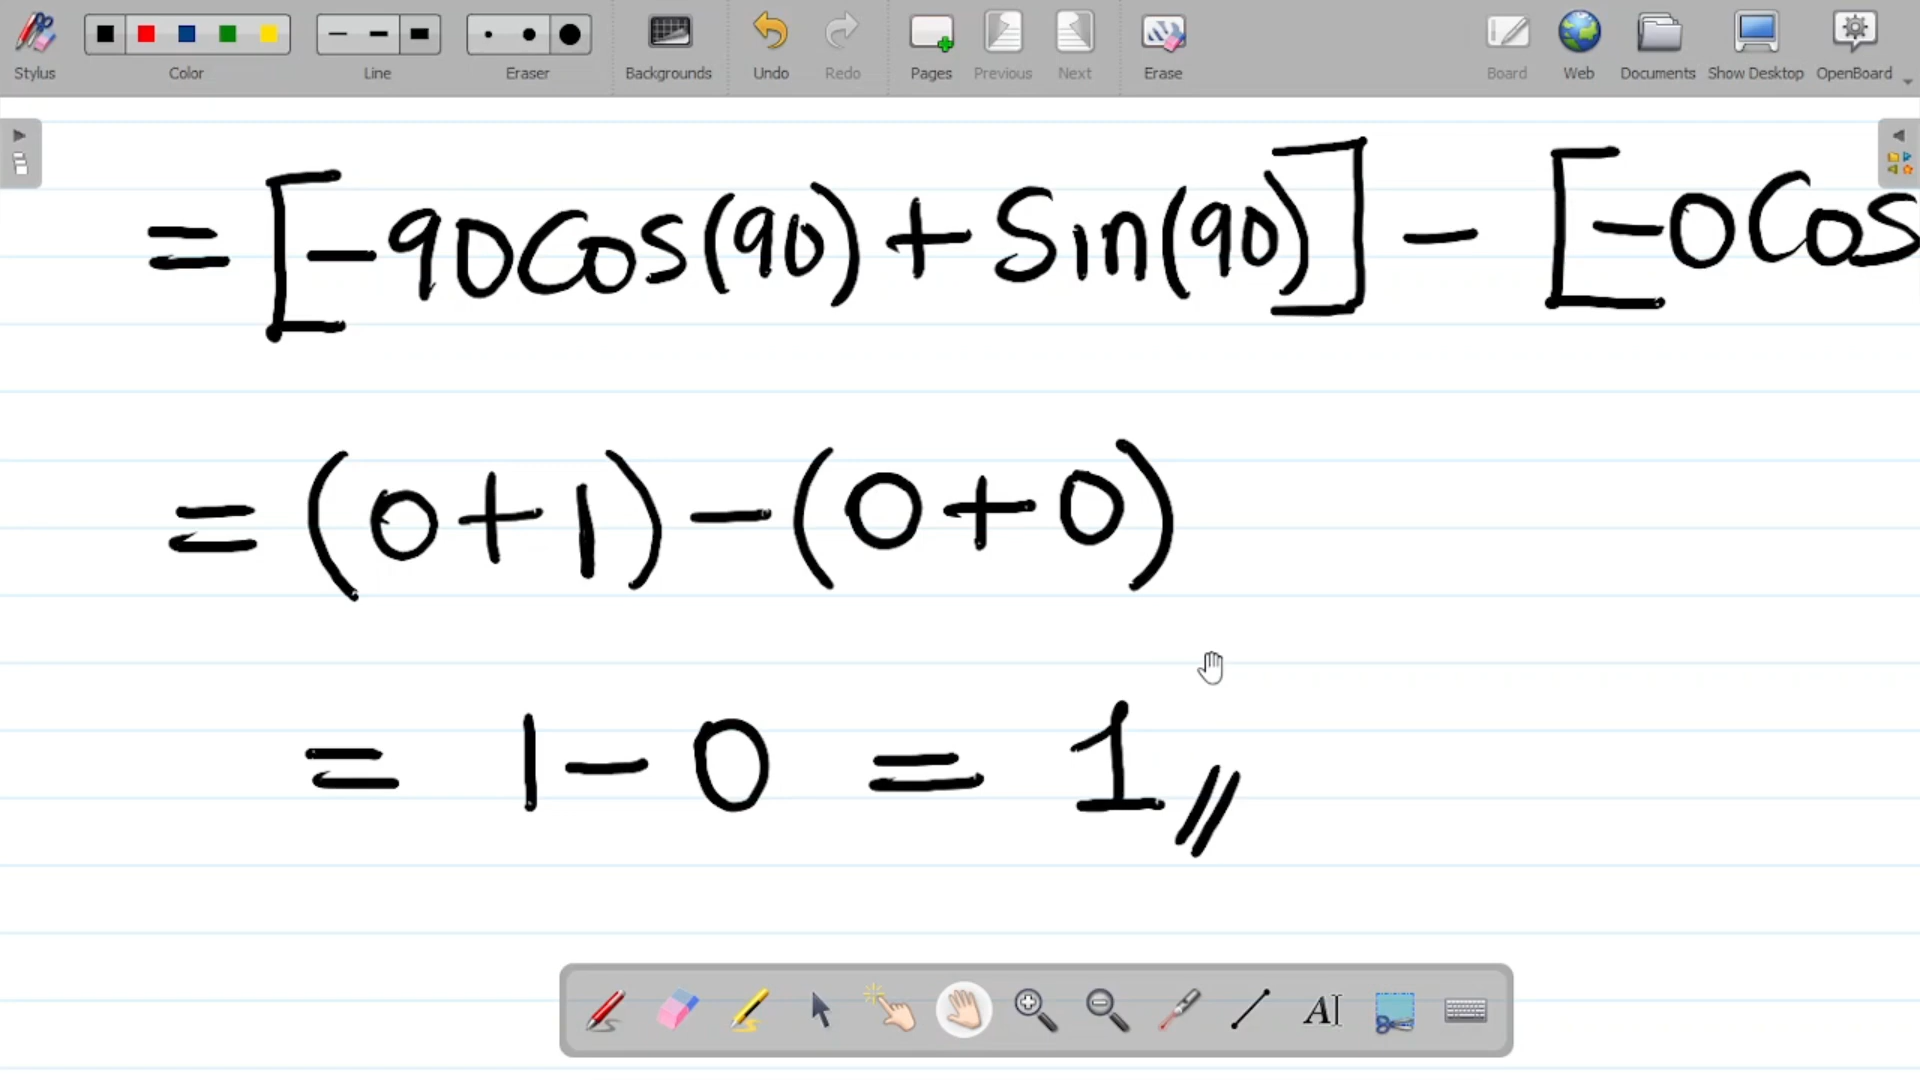 Stylus Color Line Eraser Backgrounds Undo Redo Pages Previous Next Erase Board Web Documents Show Desktop OpenBoard
= [-90Cos(90) + Sin(90)] - [-0Cos
= (0+1) - (0+0)
= 1 - 0 = 1//
AI